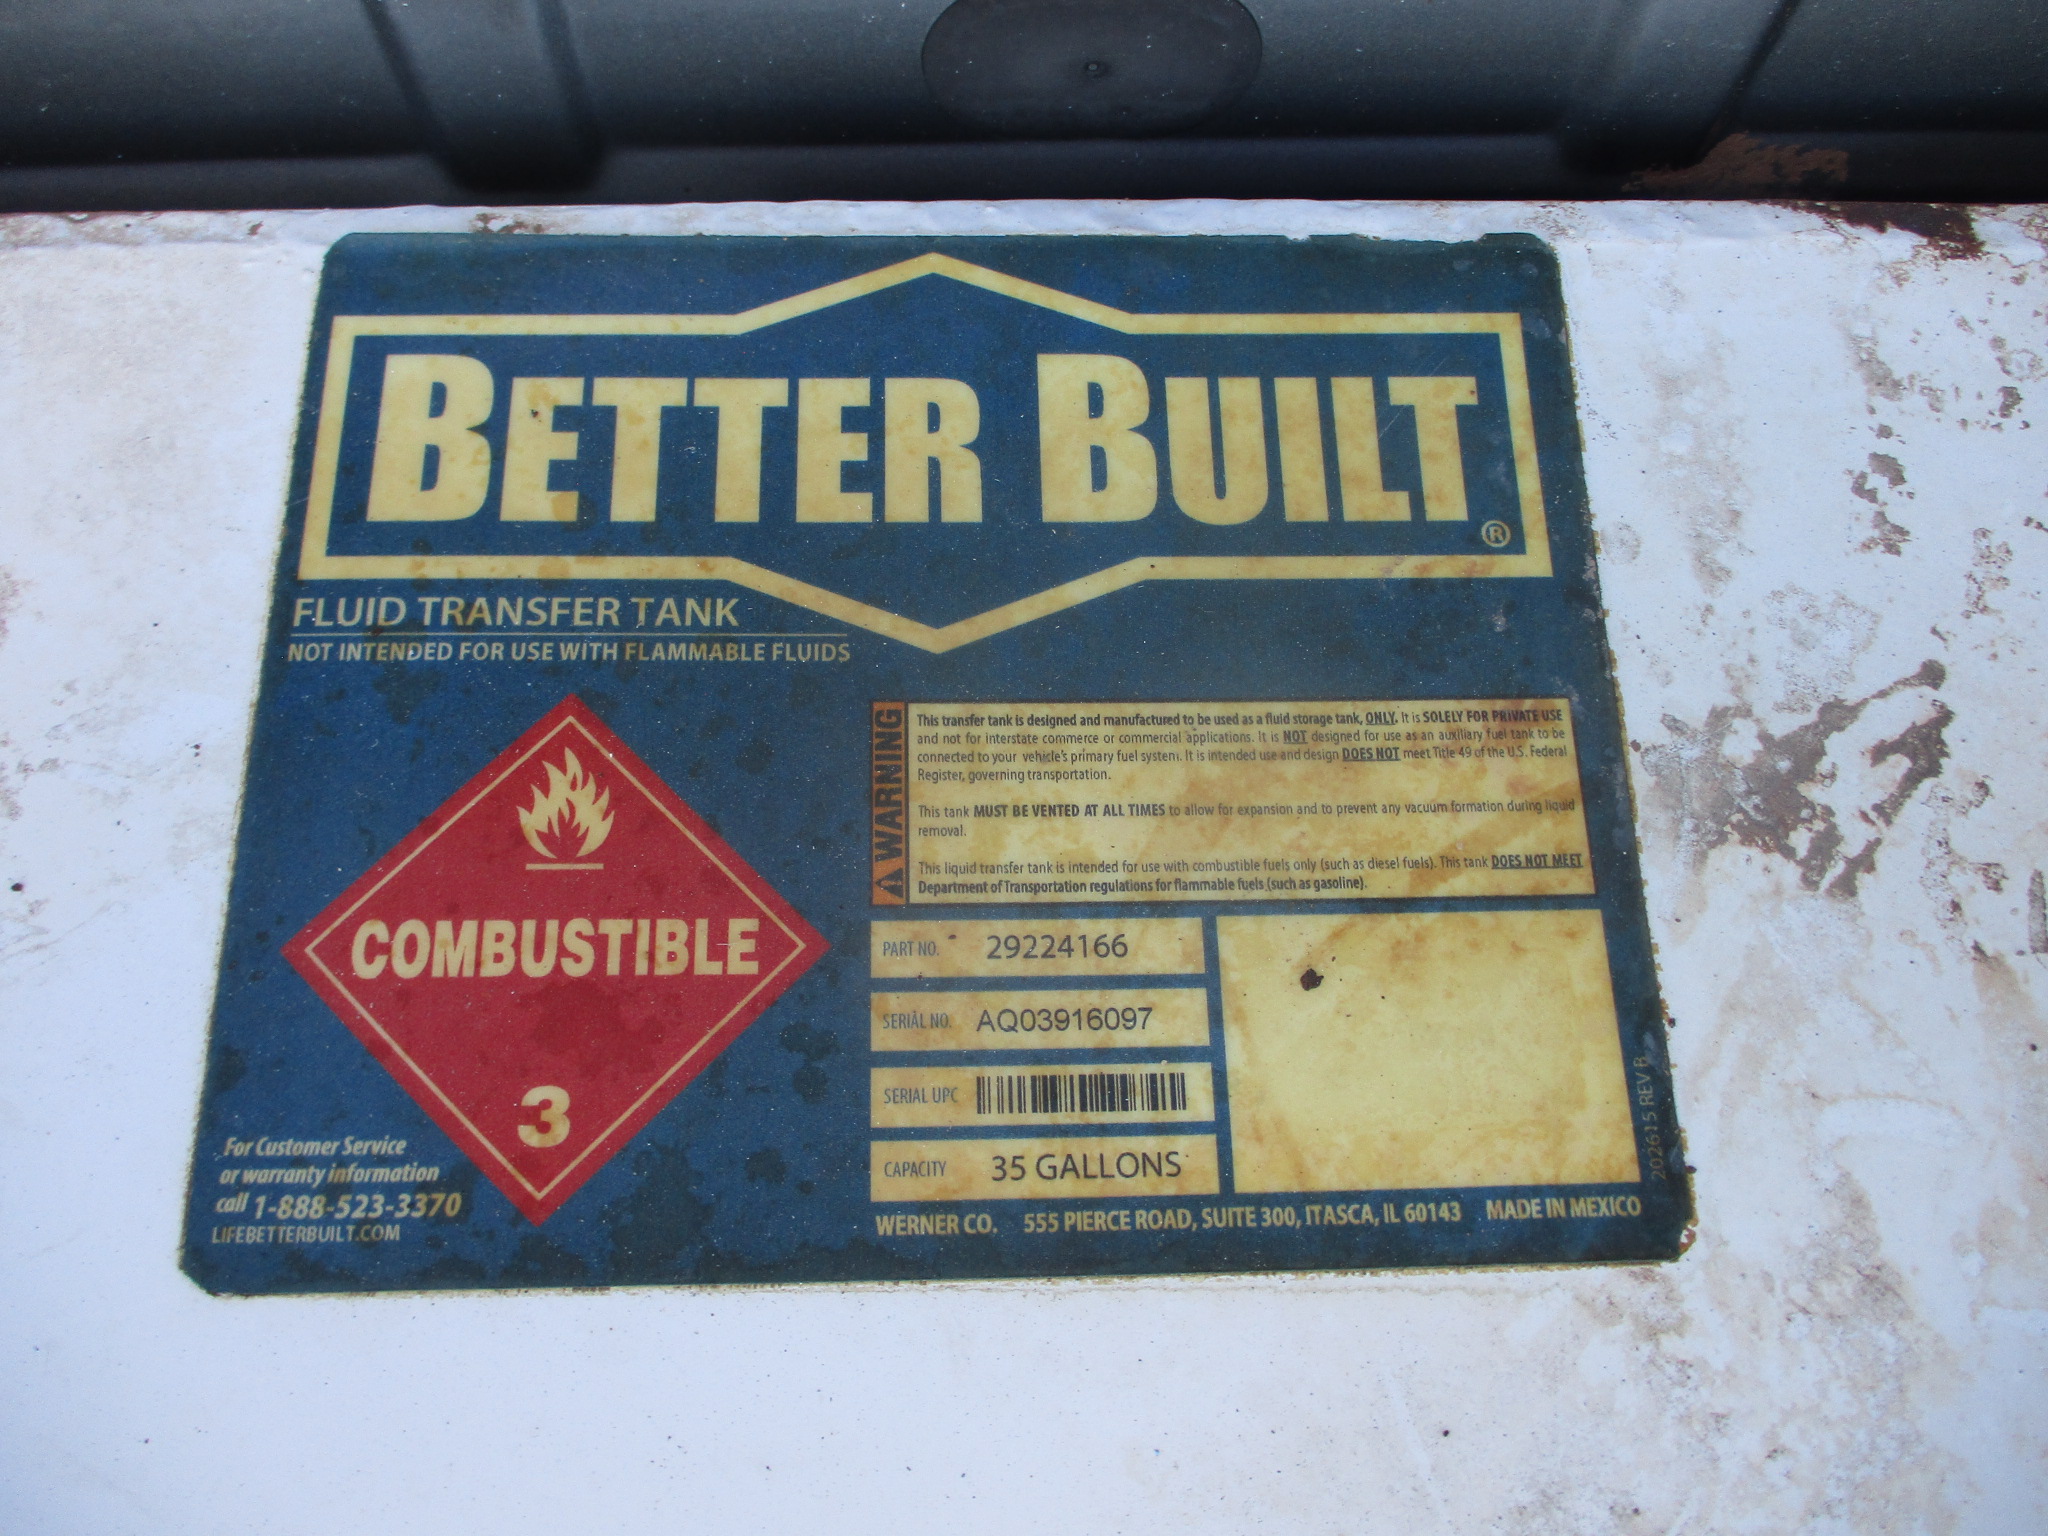 BETTER BUILT
®
FLUID TRANSFER TANK
NOT INTENDED FOR USE WITH FLAMMABLE FLUIDS
COMBUSTIBLE
3
For Customer Service
or warranty information
call 1-888-523-3370
LIFEBETTERBUILT.COM
WARNING
This transfer tank is designed and manufactured to be used as a fluid storage tank, ONLY. It is SOLELY FOR PRIVATE USE
and not for interstate commerce or commercial applications. It is NOT designed for use as an auxiliary fuel tank to be
connected to your vehicle's primary fuel system. It is intended use and design DOES NOT meet Title 49 of the U.S. Federal
Register, governing transportation.
This tank MUST BE VENTED AT ALL TIMES to allow for expansion and to prevent any vacuum formation during liquid
removal.
This liquid transfer tank is intended for use with combustible fuels only (such as diesel fuels). This tank DOES NOT MEET
Department of Transportation regulations for flammable fuels (such as gasoline).
PART NO. 29224166
SERIAL NO. AQ03916097
SERIAL UPC
CAPACITY 35 GALLONS
WERNER CO. 555 PIERCE ROAD, SUITE 300, ITASCA, IL 60143 MADE IN MEXICO
202615 REV B